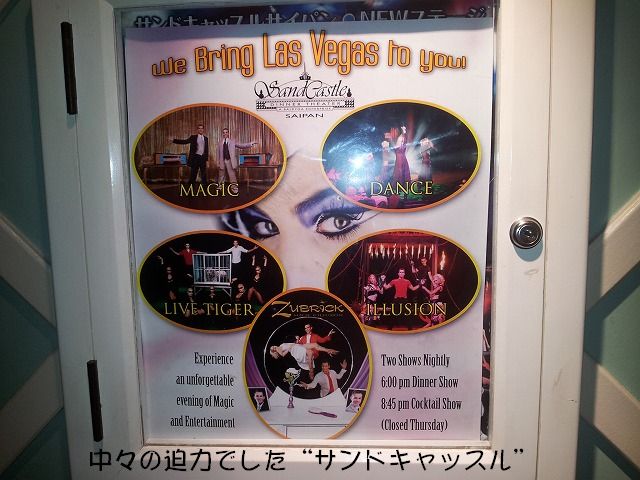 サンドキャッスルサイパン NEWステージ
We Bring Las Vegas to you!
SandCastle
DINNER THEATER
SAIPAN
MAGIC
DANCE
LIVE TIGER
ILLUSION
ZUBRICK
Experience
an unforgettable
evening of Magic
and Entertainment
Two Shows Nightly
6:00 pm Dinner Show
8:45 pm Cocktail Show
(Closed Thursday)
中々の迫力でした“サンドキャッスル”